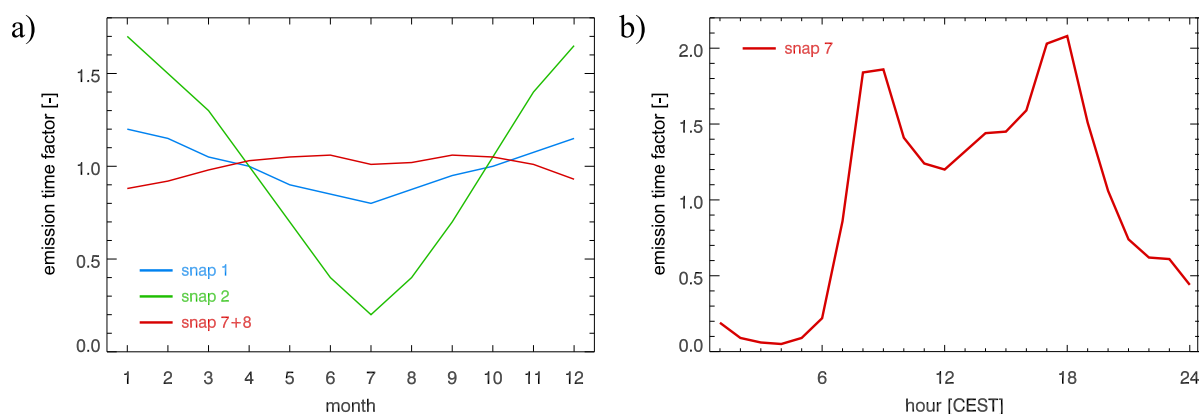 a)
emission time factor [-]
1.5
1.0
0.5
0.0
snap 1
snap 2
snap 7+8
1 2 3 4 5 6 7 8 9 10 11 12
month
b)
emission time factor [-]
2.0
1.5
1.0
0.5
0.0
snap 7
6 12 18 24
hour [CEST]